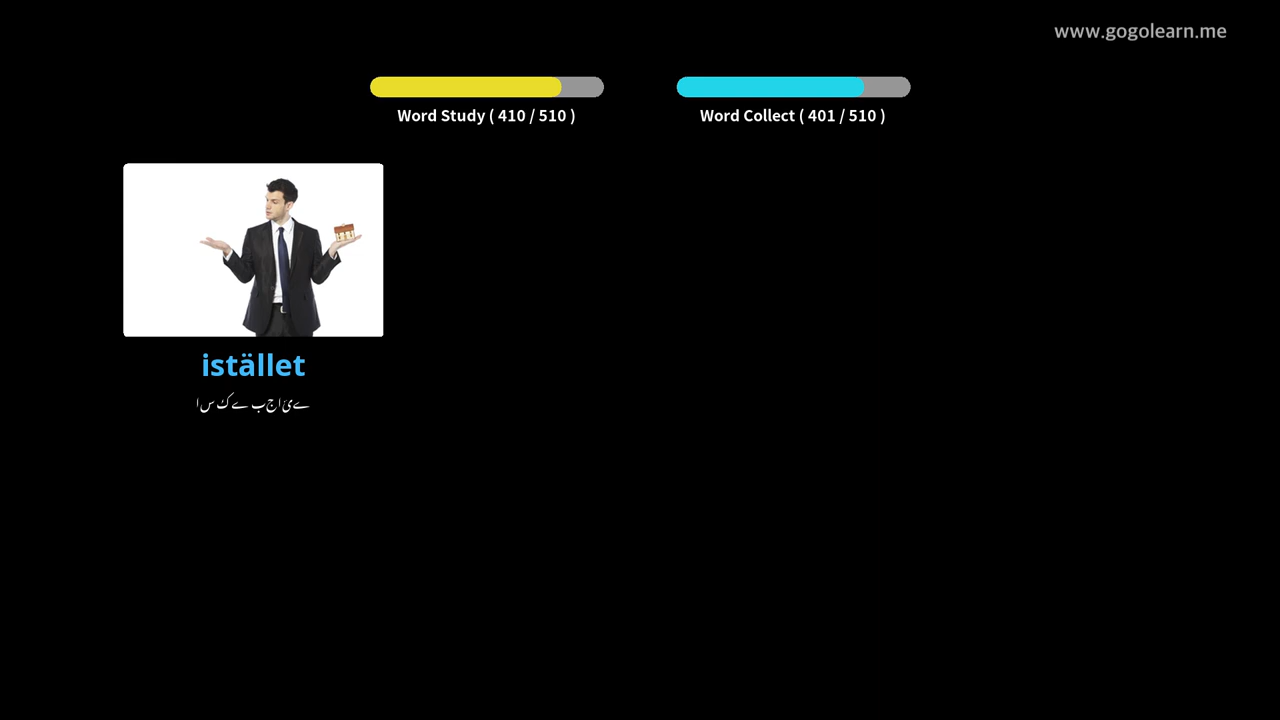 www.gogolearn.me
Word Study ( 410 / 510 )
Word Collect ( 401 / 510 )
istället
اس کے بجائے